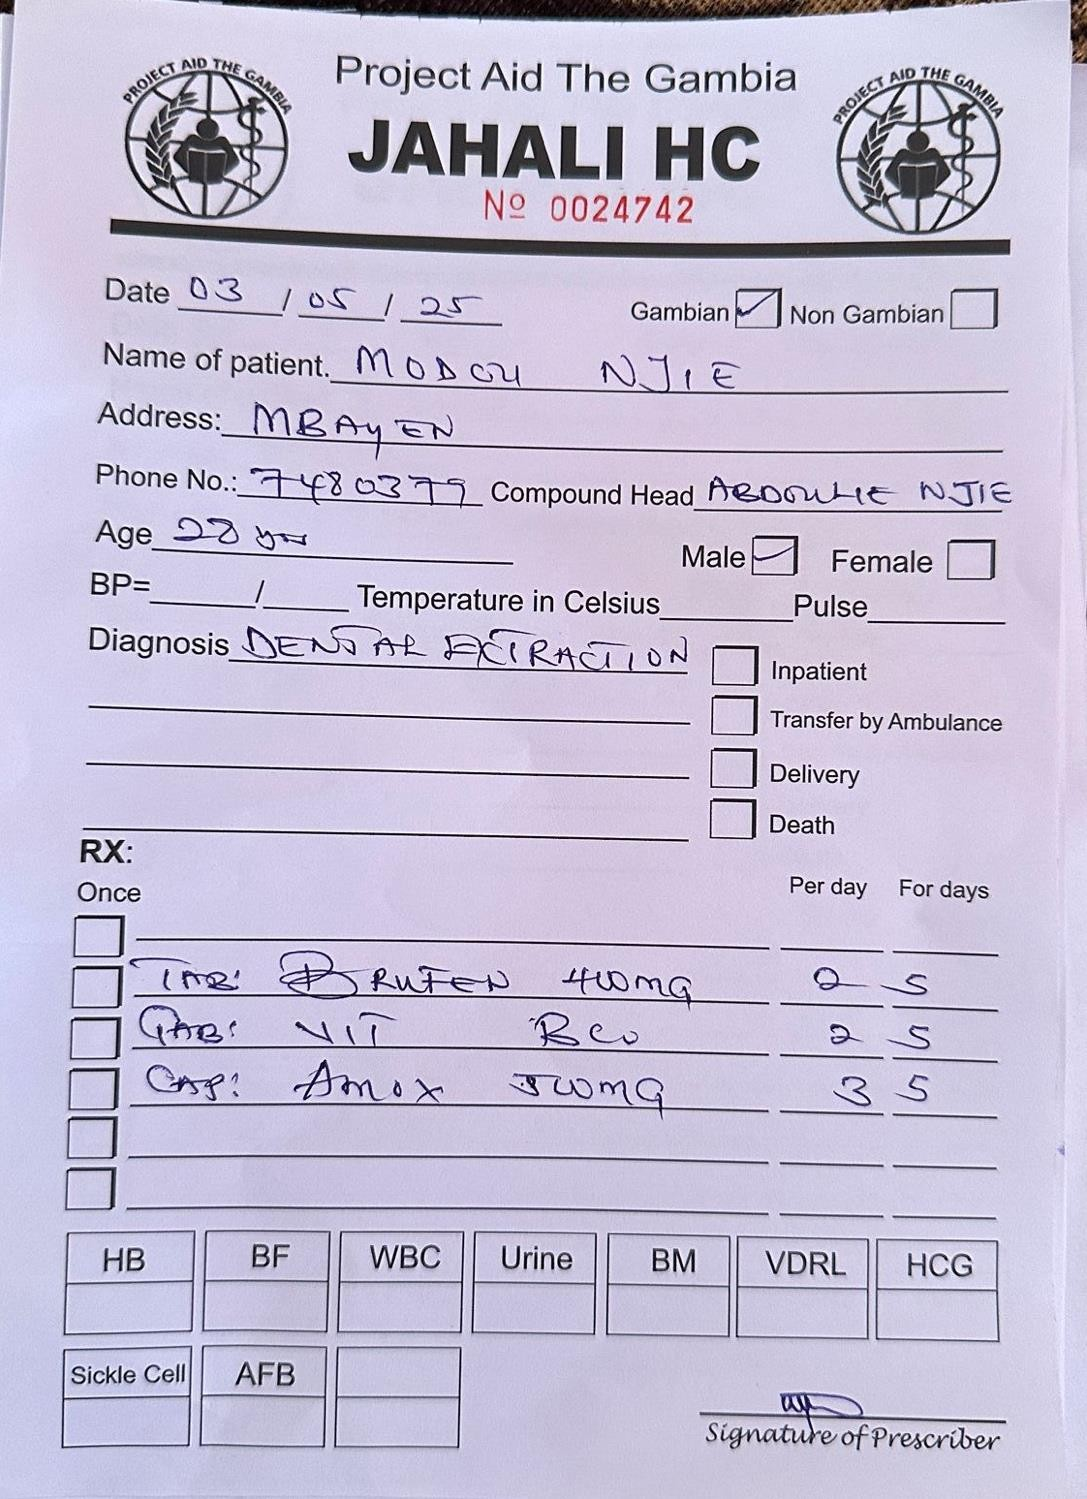 PROJECT AID THE GAMBIA
Project Aid The Gambia
PROJECT AID THE GAMBIA
JAHALI HC
Nº 0024742
Date 03 / 05 / 25 Gambian Non Gambian
Name of patient. MODOU NJIE
Address: MBAYEN
Phone No.: 7480379 Compound Head ABDOULIE NJIE
Age 28 yrs Male Female
BP= / Temperature in Celsius Pulse
Diagnosis DENTAL EXTRACTION Inpatient
Transfer by Ambulance
Delivery
Death
RX:
Once Per day For days
TAB: BRUFEN 400MG 2 5
TAB: VIT BCO 2 5
CAP: AMOX 500MG 3 5
HB BF WBC Urine BM VDRL HCG
Sickle Cell AFB
Signature of Prescriber